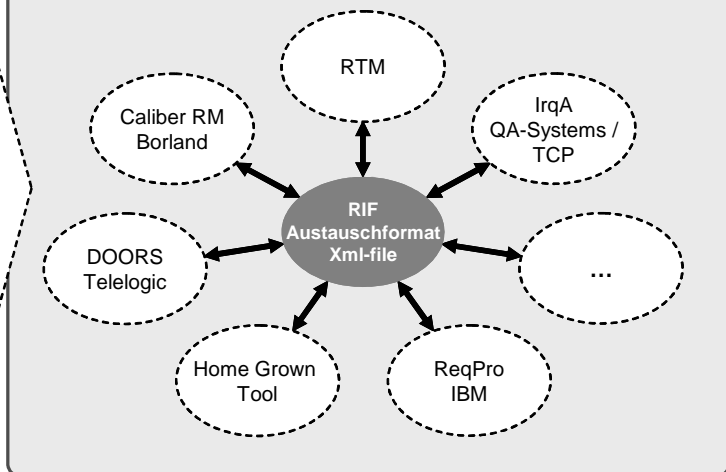 RTM
Caliber RM
Borland
IrqA
QA-Systems /
TCP
RIF
Austauschformat
Xml-file
DOORS
Telelogic
...
Home Grown
Tool
ReqPro
IBM